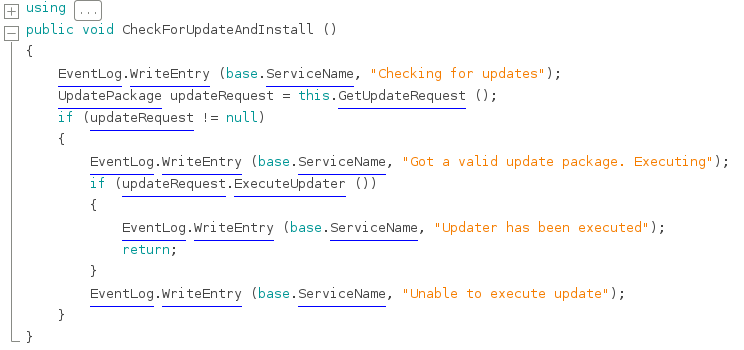 using ...
public void CheckForUpdateAndInstall ()
{
    EventLog.WriteEntry (base.ServiceName, "Checking for updates");
    UpdatePackage updateRequest = this.GetUpdateRequest ();
    if (updateRequest != null)
    {
        EventLog.WriteEntry (base.ServiceName, "Got a valid update package. Executing");
        if (updateRequest.ExecuteUpdater ())
        {
            EventLog.WriteEntry (base.ServiceName, "Updater has been executed");
            return;
        }
        EventLog.WriteEntry (base.ServiceName, "Unable to execute update");
    }
}